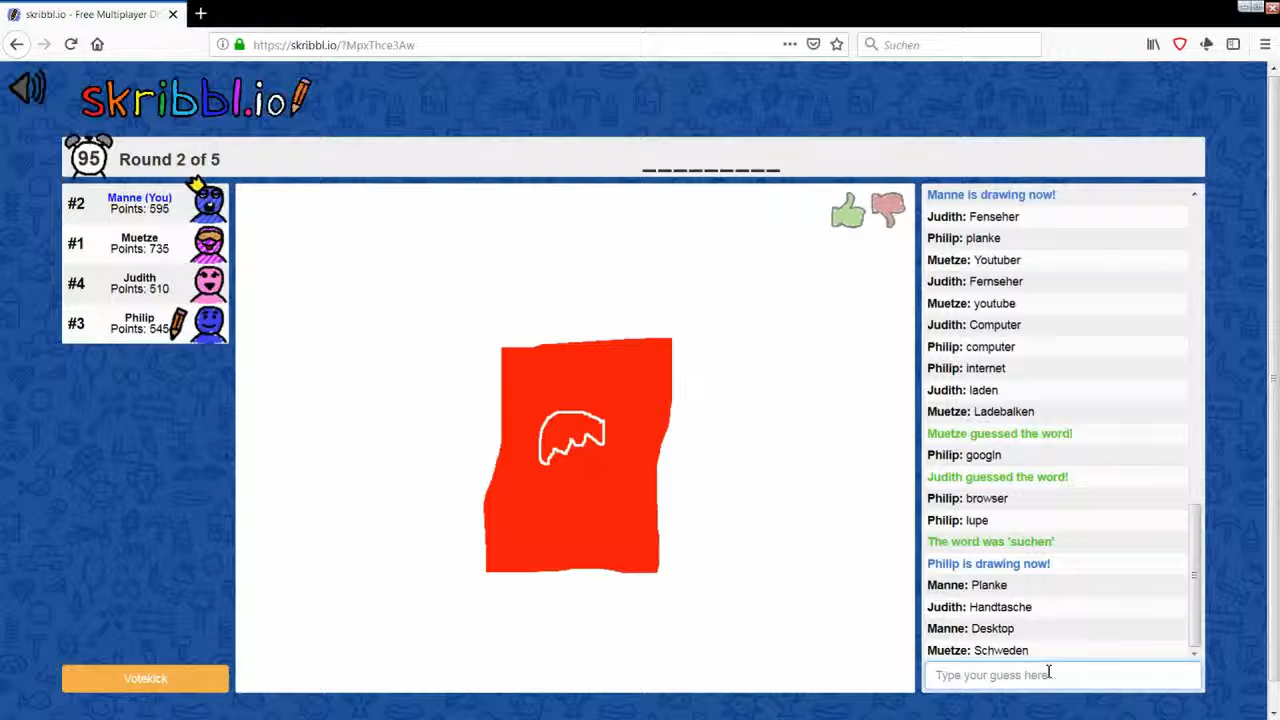 skribbl.io - Free Multiplayer Dr
https://skribbl.io/?MpxThce3Aw
Suchen
skribbl.io
95
Round 2 of 5
_________
#2
Manne (You)
Points: 595
#1
Muetze
Points: 735
#4
Judith
Points: 510
#3
Philip
Points: 545
Votekick
Manne is drawing now!
Judith: Fenseher
Philip: planke
Muetze: Youtuber
Judith: Fernseher
Muetze: youtube
Judith: Computer
Philip: computer
Philip: internet
Judith: laden
Muetze: Ladebalken
Muetze guessed the word!
Philip: googln
Judith guessed the word!
Philip: browser
Philip: lupe
The word was 'suchen'
Philip is drawing now!
Manne: Planke
Judith: Handtasche
Manne: Desktop
Muetze: Schweden
Type your guess here